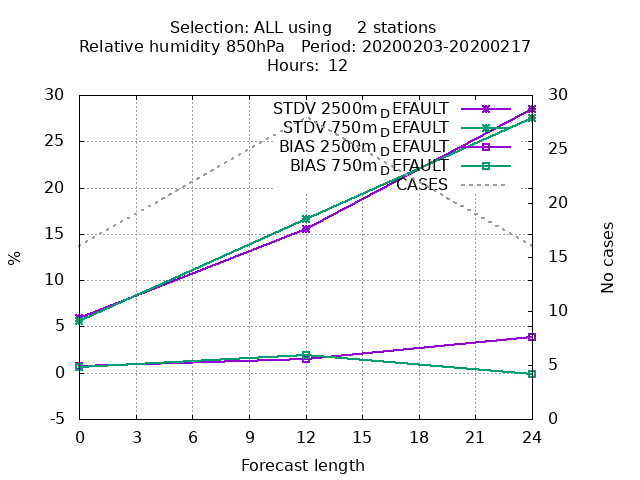 Selection: ALL using     2 stations
Relative humidity 850hPa   Period: 20200203-20200217
Hours: 12
30
25
20
15
10
5
0
-5
%
STDV 2500m_DEFAULT
STDV 750m_DEFAULT
BIAS 2500m_DEFAULT
BIAS 750m_DEFAULT
CASES
30
25
20
15
10
5
0
No cases
0 3 6 9 12 15 18 21 24
Forecast length